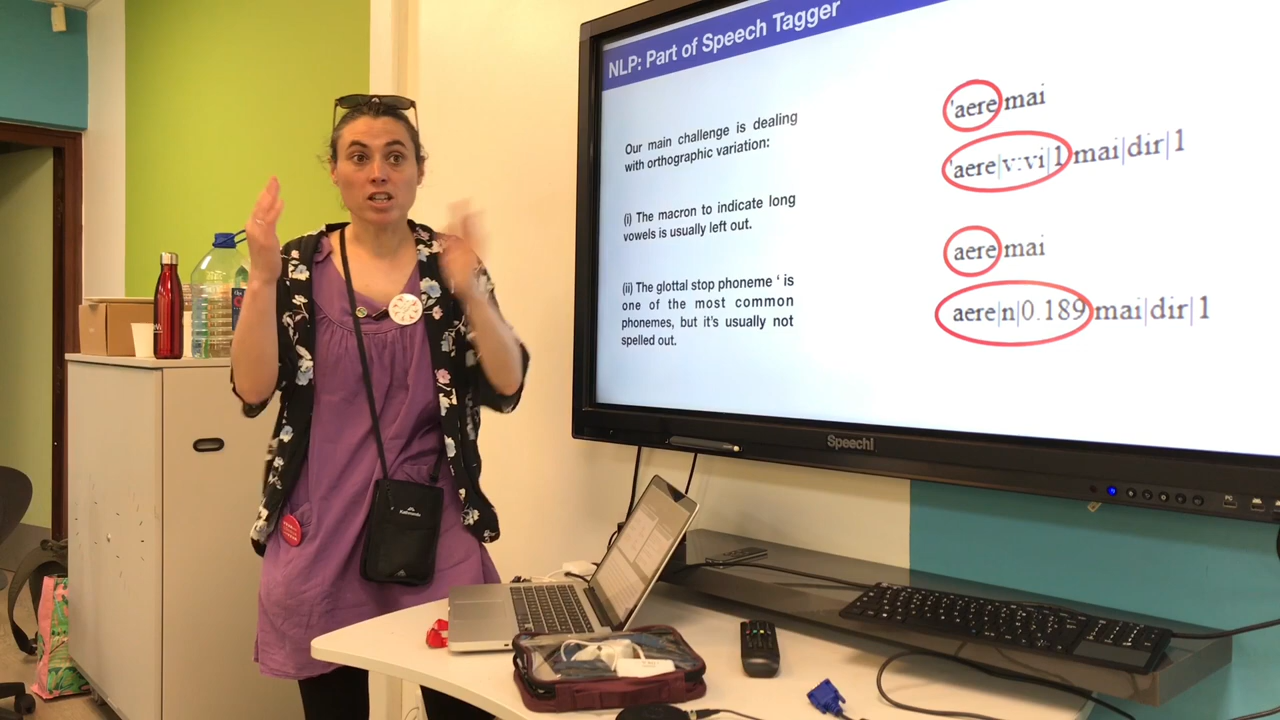 NLP: Part of Speech Tagger
Our main challenge is dealing
with orthographic variation:
(i) The macron to indicate long
vowels is usually left out.
(ii) The glottal stop phoneme ‘ is
one of the most common
phonemes, but it's usually not
spelled out.
'aere mai
'aere|v:vi|1 mai|dir|1
aere mai
aere|n|0.189 mai|dir|1
Speech!
Kathmandu